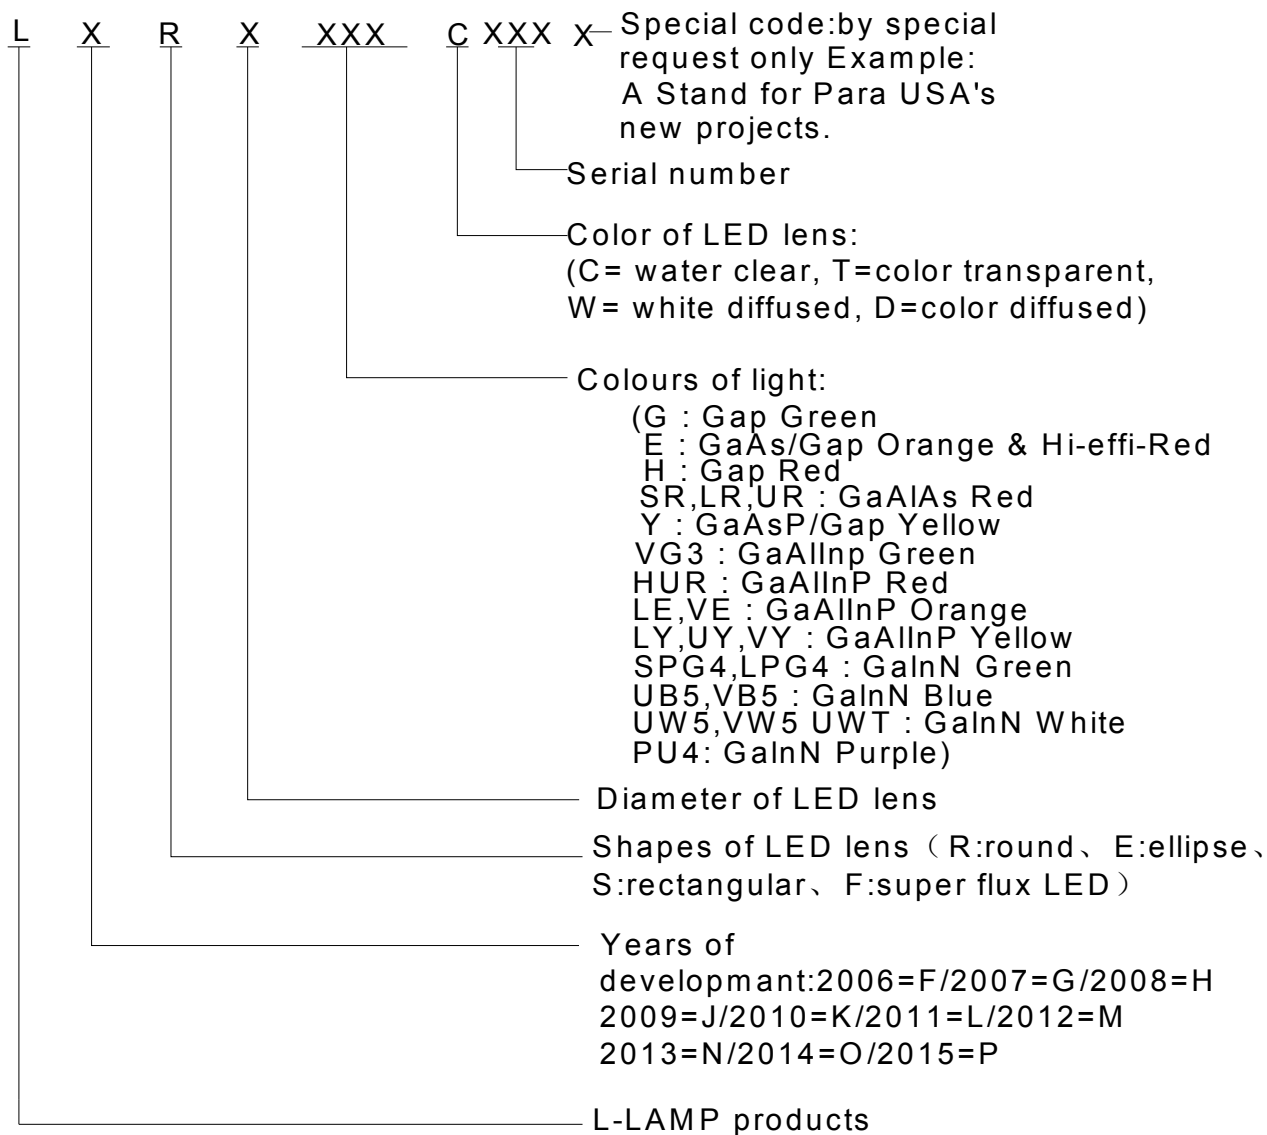 L X R X XXX C XXX X Special code:by special
request only Example:
A Stand for Para USA's
new projects.
Serial number
Color of LED lens:
(C= water clear, T=color transparent,
W= white diffused, D=color diffused)
Colours of light:
(G : Gap Green
E : GaAs/Gap Orange & Hi-effi-Red
H : Gap Red
SR,LR,UR : GaAlAs Red
Y : GaAsP/Gap Yellow
VG3 : GaAllnp Green
HUR : GaAllnP Red
LE,VE : GaAllnP Orange
LY,UY,VY : GaAllnP Yellow
SPG4,LPG4 : GaInN Green
UB5,VB5 : GaInN Blue
UW5,VW5 UWT : GaInN White
PU4: GaInN Purple)
Diameter of LED lens
Shapes of LED lens（R:round、E:ellipse、
S:rectangular、F:super flux LED）
Years of
developmant:2006=F/2007=G/2008=H
2009=J/2010=K/2011=L/2012=M
2013=N/2014=O/2015=P
L-LAMP products